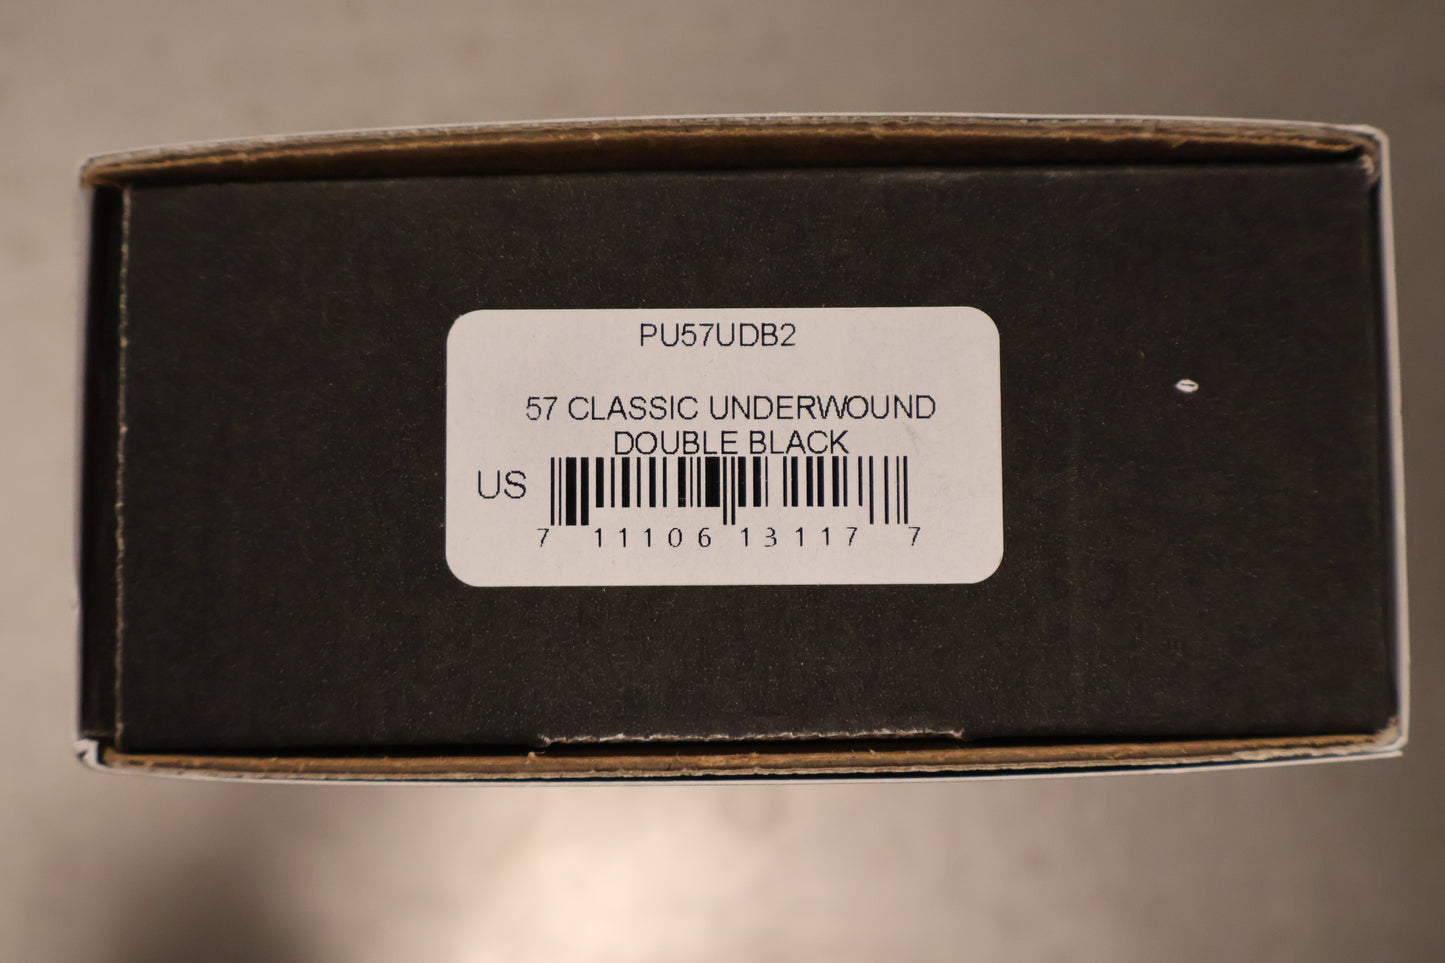 PU57UDB2
57 CLASSIC UNDERWOUND
DOUBLE BLACK
US
7 11106 13117 7